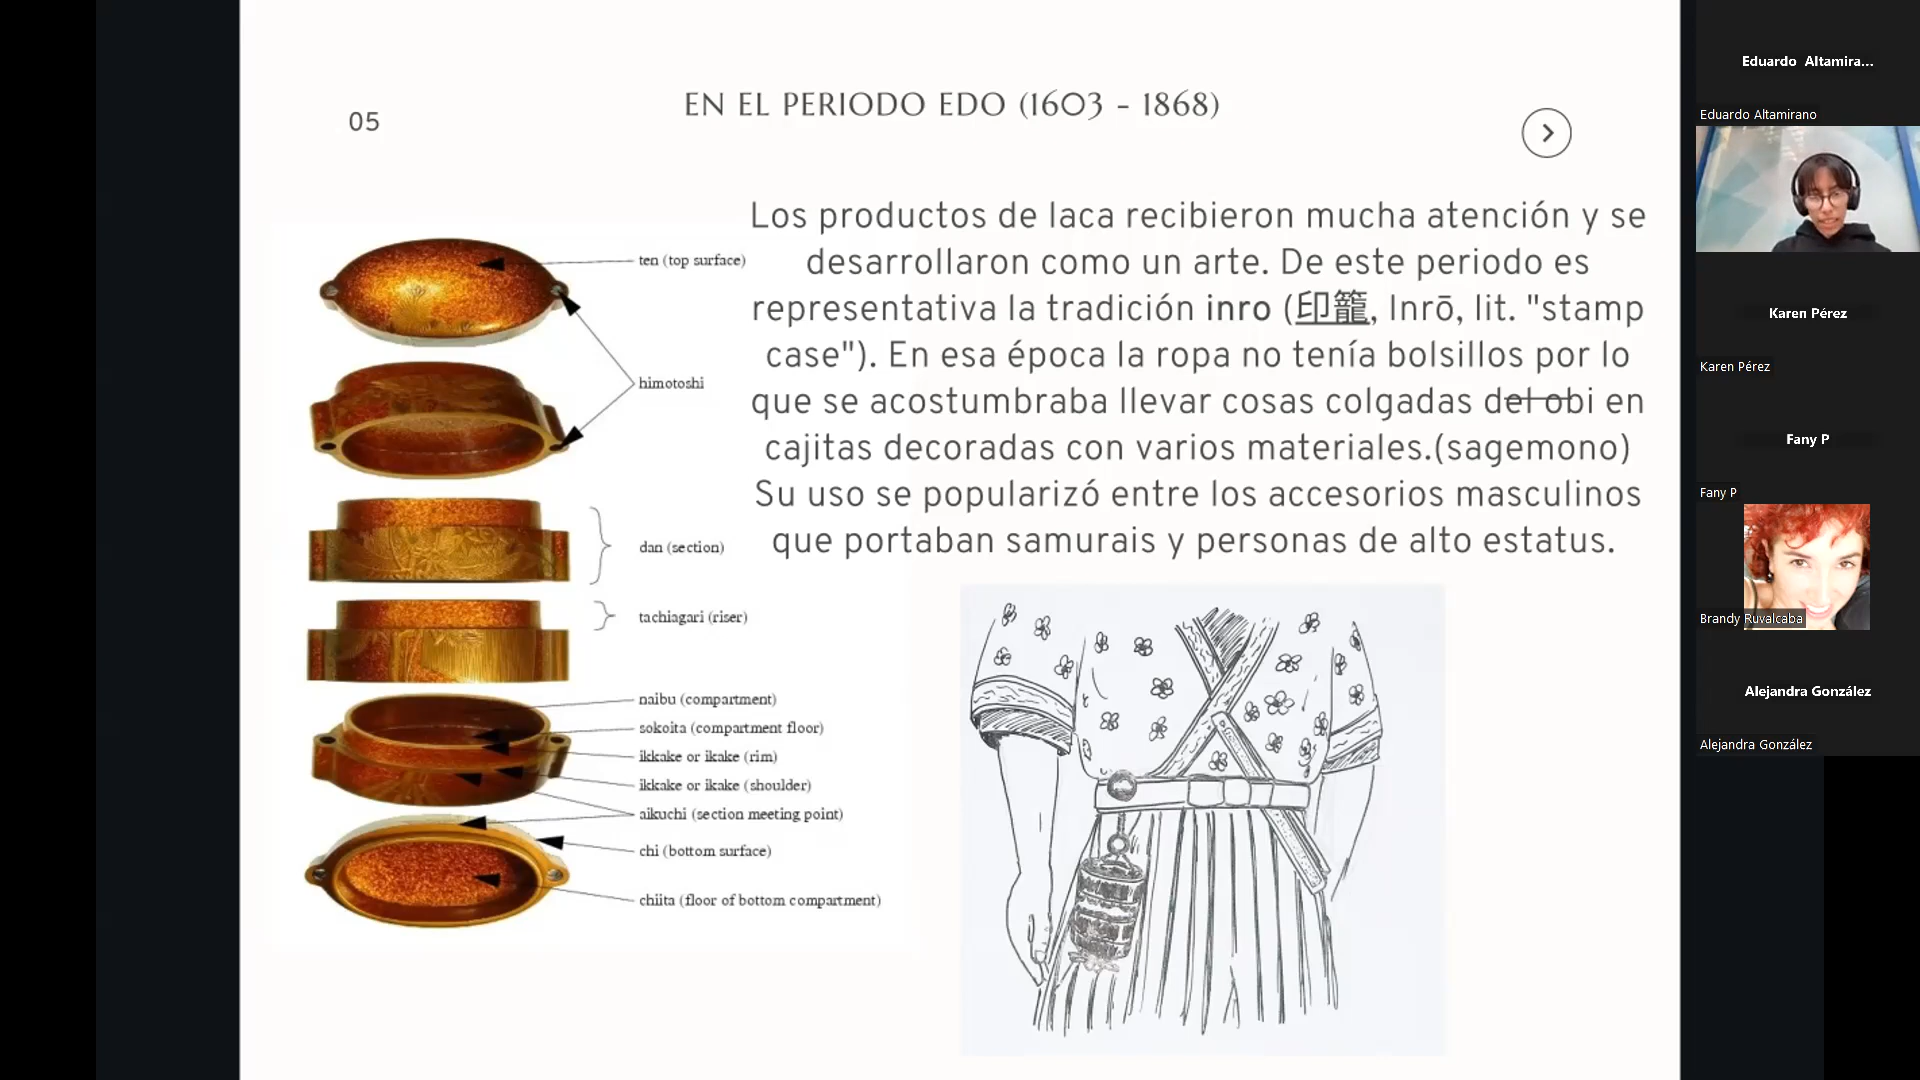 05
EN EL PERIODO EDO (1603 - 1868)
Los productos de laca recibieron mucha atención y se
desarrollaron como un arte. De este periodo es
representativa la tradición inro (印籠, Inrō, lit. "stamp
case"). En esa época la ropa no tenía bolsillos por lo
que se acostumbraba llevar cosas colgadas del obi en
cajitas decoradas con varios materiales.(sagemono)
Su uso se popularizó entre los accesorios masculinos
que portaban samurais y personas de alto estatus.
ten (top surface)
himotoshi
dan (section)
tachiagari (riser)
naibu (compartment)
sokoita (compartment floor)
ikkake or ikake (rim)
ikkake or ikake (shoulder)
aikuchi (section meeting point)
chi (bottom surface)
chiita (floor of bottom compartment)
Eduardo Altamira...
Eduardo Altamirano
Karen Pérez
Karen Pérez
Fany P
Fany P
Brandy Ruvalcaba
Alejandra González
Alejandra González